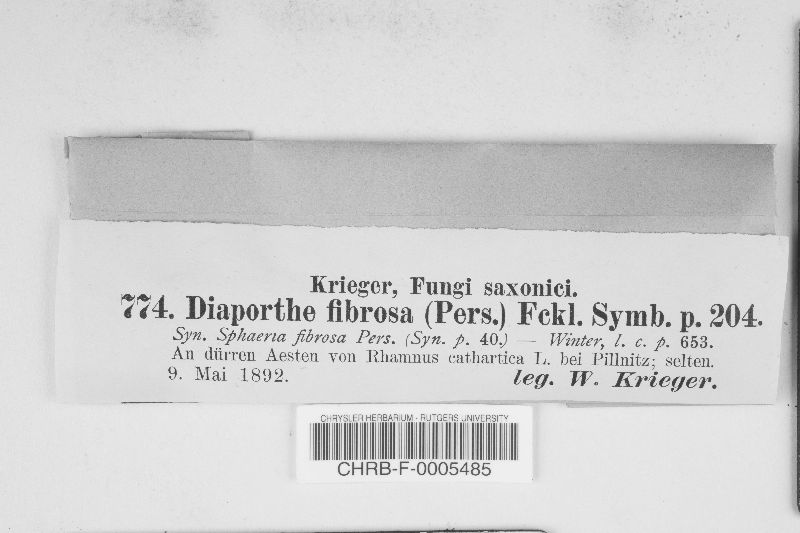 Krieger, Fungi saxonici.
774. Diaporthe fibrosa (Pers.) Fckl. Symb. p. 204.
Syn. Sphaeria fibrosa Pers. (Syn. p. 40.) — Winter, l. c. p. 653.
An dürren Aesten von Rhamnus cathartica L. bei Pillnitz; selten.
9. Mai 1892. leg. W. Krieger.
CHRYSLER HERBARIUM - RUTGERS UNIVERSITY
CHRB-F-0005485